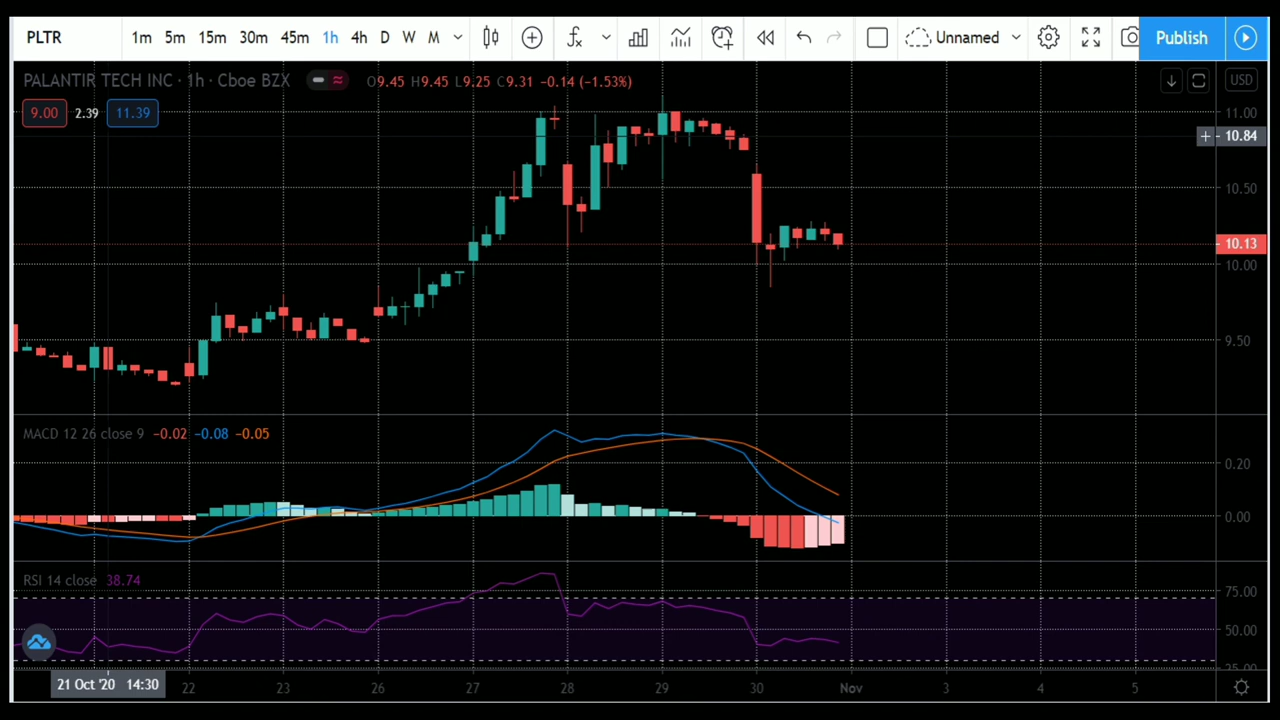 PLTR 1m 5m 15m 30m 45m 1h 4h D W M Unnamed Publish
PALANTIR TECH INC · 1h · Cboe BZX O9.45 H9.45 L9.25 C9.31 −0.14 (−1.53%) USD
9.00 2.39 11.39 11.00
10.84
10.50
10.13
10.00
9.50
MACD 12 26 close 9 −0.02 −0.08 −0.05
0.20
0.00
RSI 14 close 38.74
75.00
50.00
25.00
21 Oct '20 14:30 22 23 26 27 28 29 30 Nov 3 4 5